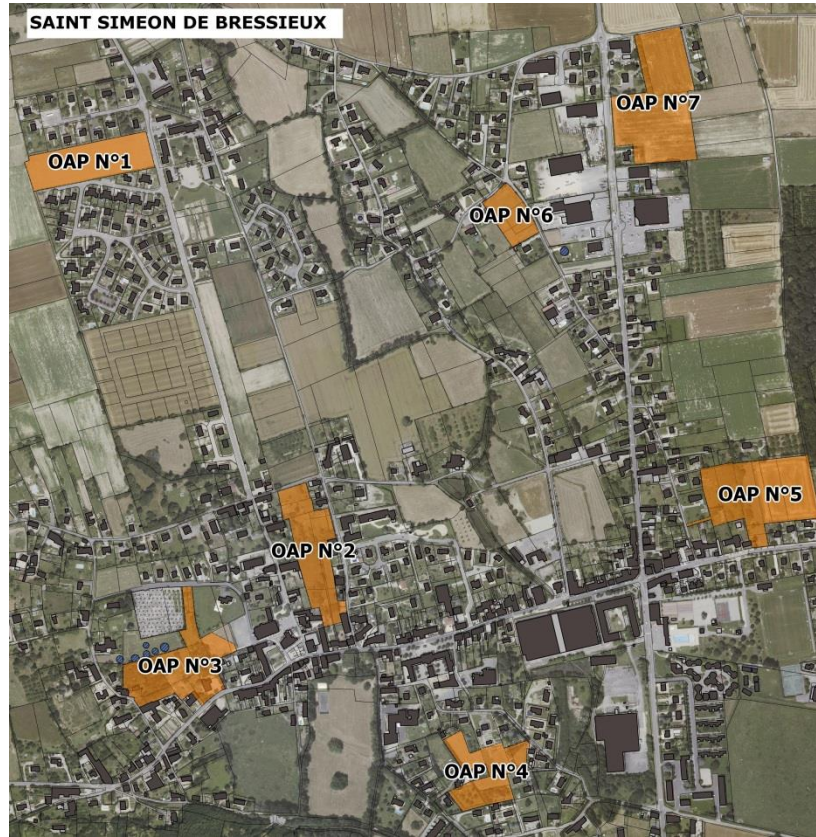 SAINT SIMEON DE BRESSIEUX
OAP N°7
OAP N°1
OAP N°6
OAP N°5
OAP N°2
OAP N°3
OAP N°4